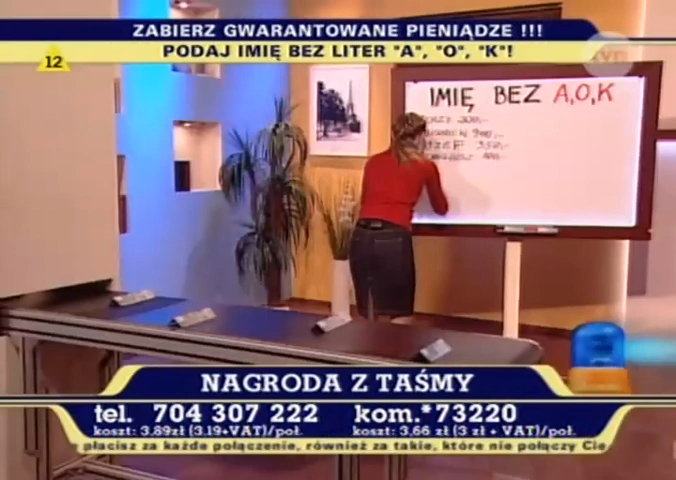 ZABIERZ GWARANTOWANE PIENIĄDZE !!!
PODAJ IMIĘ BEZ LITER "A", "O", "K"!
12
IMIĘ BEZ A,O,K
NAGRODA Z TAŚMY
tel. 704 307 222 kom.*73220
koszt: 3,89zł (3.19+VAT)/poł. koszt: 3,66 zł (3 zł + VAT)/poł.
płacisz za każde połączenie, również za takie, które nie połączy Cię